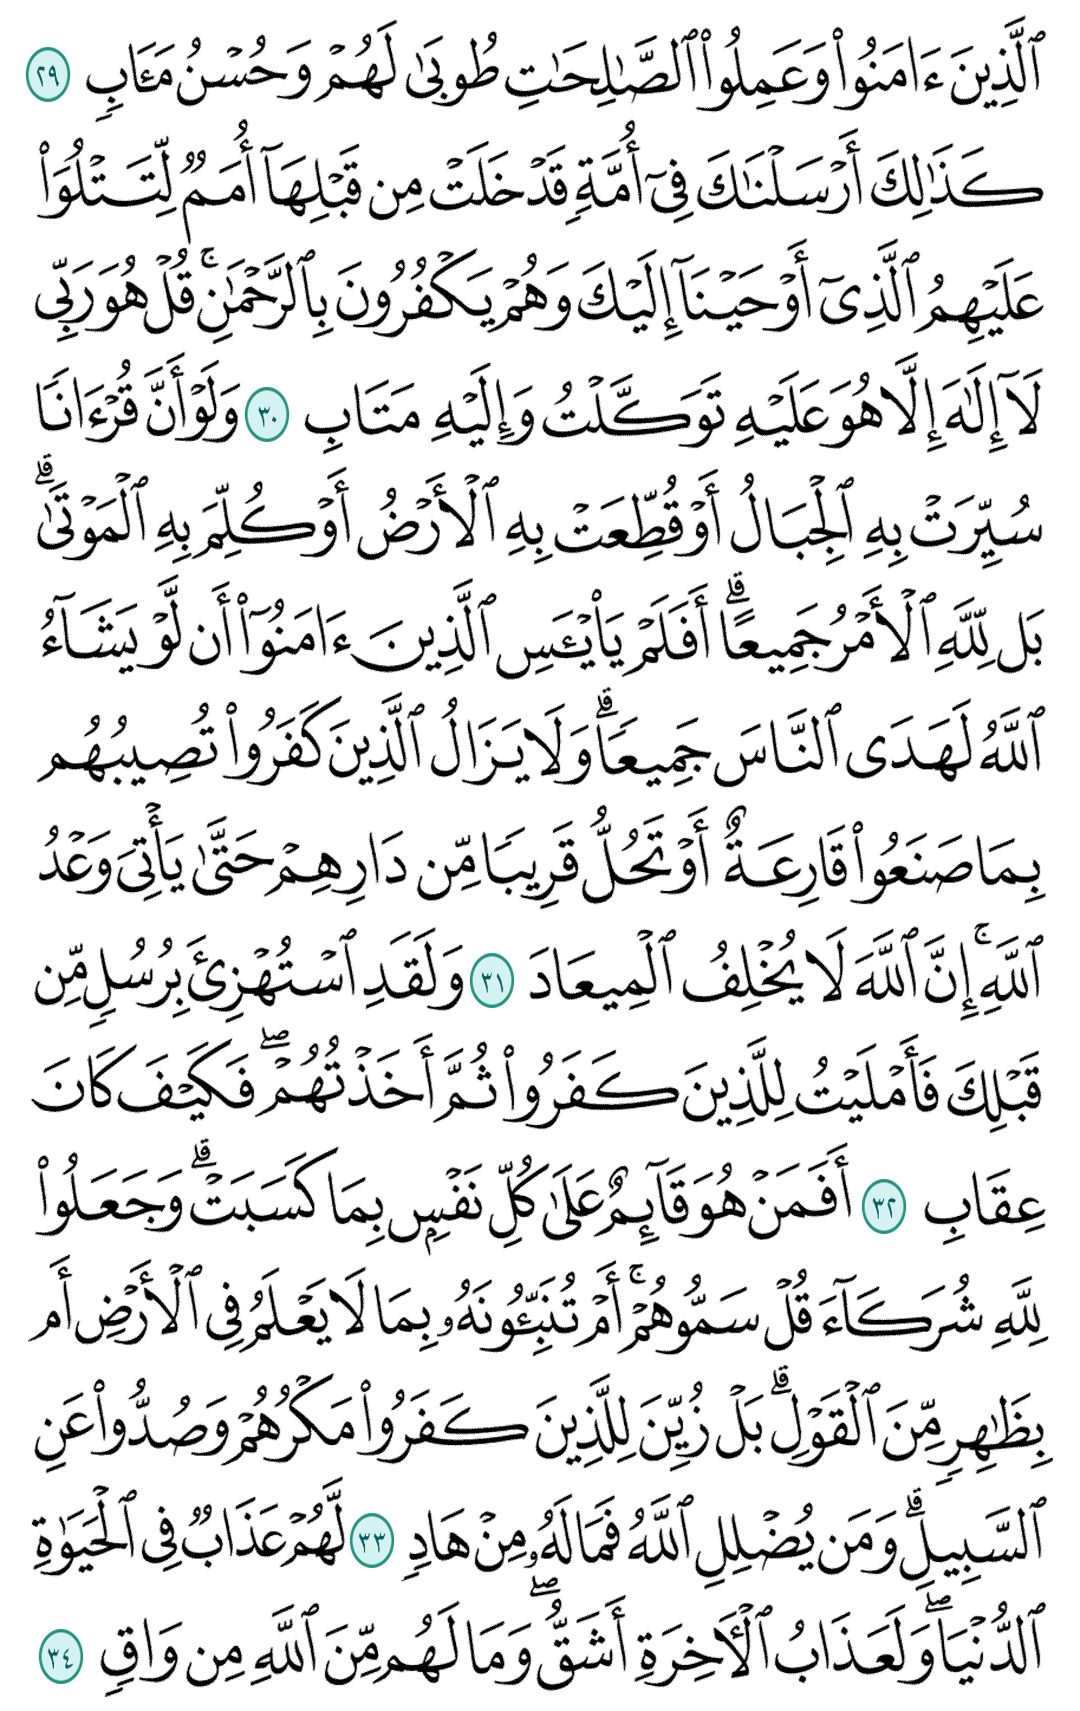 ٱلَّذِينَ ءَامَنُوا۟ وَعَمِلُوا۟ ٱلصَّـٰلِحَـٰتِ طُوبَىٰ لَهُمْ وَحُسْنُ مَـَٔابٍ ٢٩
كَذَٰلِكَ أَرْسَلْنَـٰكَ فِىٓ أُمَّةٍ قَدْ خَلَتْ مِن قَبْلِهَآ أُمَمٌ لِّتَتْلُوَا۟
عَلَيْهِمُ ٱلَّذِىٓ أَوْحَيْنَآ إِلَيْكَ وَهُمْ يَكْفُرُونَ بِٱلرَّحْمَـٰنِ ۚ قُلْ هُوَ رَبِّى
لَآ إِلَـٰهَ إِلَّا هُوَ عَلَيْهِ تَوَكَّلْتُ وَإِلَيْهِ مَتَابِ ٣٠ وَلَوْ أَنَّ قُرْءَانًا
سُيِّرَتْ بِهِ ٱلْجِبَالُ أَوْ قُطِّعَتْ بِهِ ٱلْأَرْضُ أَوْ كُلِّمَ بِهِ ٱلْمَوْتَىٰ ۗ
بَل لِّلَّهِ ٱلْأَمْرُ جَمِيعًا ۗ أَفَلَمْ يَا۟يْـَٔسِ ٱلَّذِينَ ءَامَنُوٓا۟ أَن لَّوْ يَشَآءُ
ٱللَّهُ لَهَدَى ٱلنَّاسَ جَمِيعًا ۗ وَلَا يَزَالُ ٱلَّذِينَ كَفَرُوا۟ تُصِيبُهُم
بِمَا صَنَعُوا۟ قَارِعَةٌ أَوْ تَحُلُّ قَرِيبًا مِّن دَارِهِمْ حَتَّىٰ يَأْتِىَ وَعْدُ
ٱللَّهِ ۚ إِنَّ ٱللَّهَ لَا يُخْلِفُ ٱلْمِيعَادَ ٣١ وَلَقَدِ ٱسْتُهْزِئَ بِرُسُلٍ مِّن
قَبْلِكَ فَأَمْلَيْتُ لِلَّذِينَ كَفَرُوا۟ ثُمَّ أَخَذْتُهُمْ ۖ فَكَيْفَ كَانَ
عِقَابِ ٣٢ أَفَمَنْ هُوَ قَآئِمٌ عَلَىٰ كُلِّ نَفْسٍۭ بِمَا كَسَبَتْ ۗ وَجَعَلُوا۟
لِلَّهِ شُرَكَآءَ قُلْ سَمُّوهُمْ ۚ أَمْ تُنَبِّـُٔونَهُۥ بِمَا لَا يَعْلَمُ فِى ٱلْأَرْضِ أَم
بِظَـٰهِرٍ مِّنَ ٱلْقَوْلِ ۗ بَلْ زُيِّنَ لِلَّذِينَ كَفَرُوا۟ مَكْرُهُمْ وَصُدُّوا۟ عَنِ
ٱلسَّبِيلِ ۗ وَمَن يُضْلِلِ ٱللَّهُ فَمَا لَهُۥ مِنْ هَادٍ ٣٣ لَّهُمْ عَذَابٌ فِى ٱلْحَيَوٰةِ
ٱلدُّنْيَا ۖ وَلَعَذَابُ ٱلْـَٔاخِرَةِ أَشَقُّ ۖ وَمَا لَهُم مِّنَ ٱللَّهِ مِن وَاقٍ ٣٤